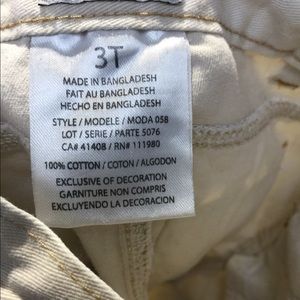 3T
MADE IN BANGLADESH
FAIT AU BANGLADESH
HECHO EN BANGLADESH
STYLE / MODELE / MODA 058
LOT / SERIE / PARTE 5076
CA# 41408 / RN# 111980
100% COTTON / COTON / ALGODON
EXCLUSIVE OF DECORATION
GARNITURE NON COMPRIS
EXCLUYENDO LA DECORACION